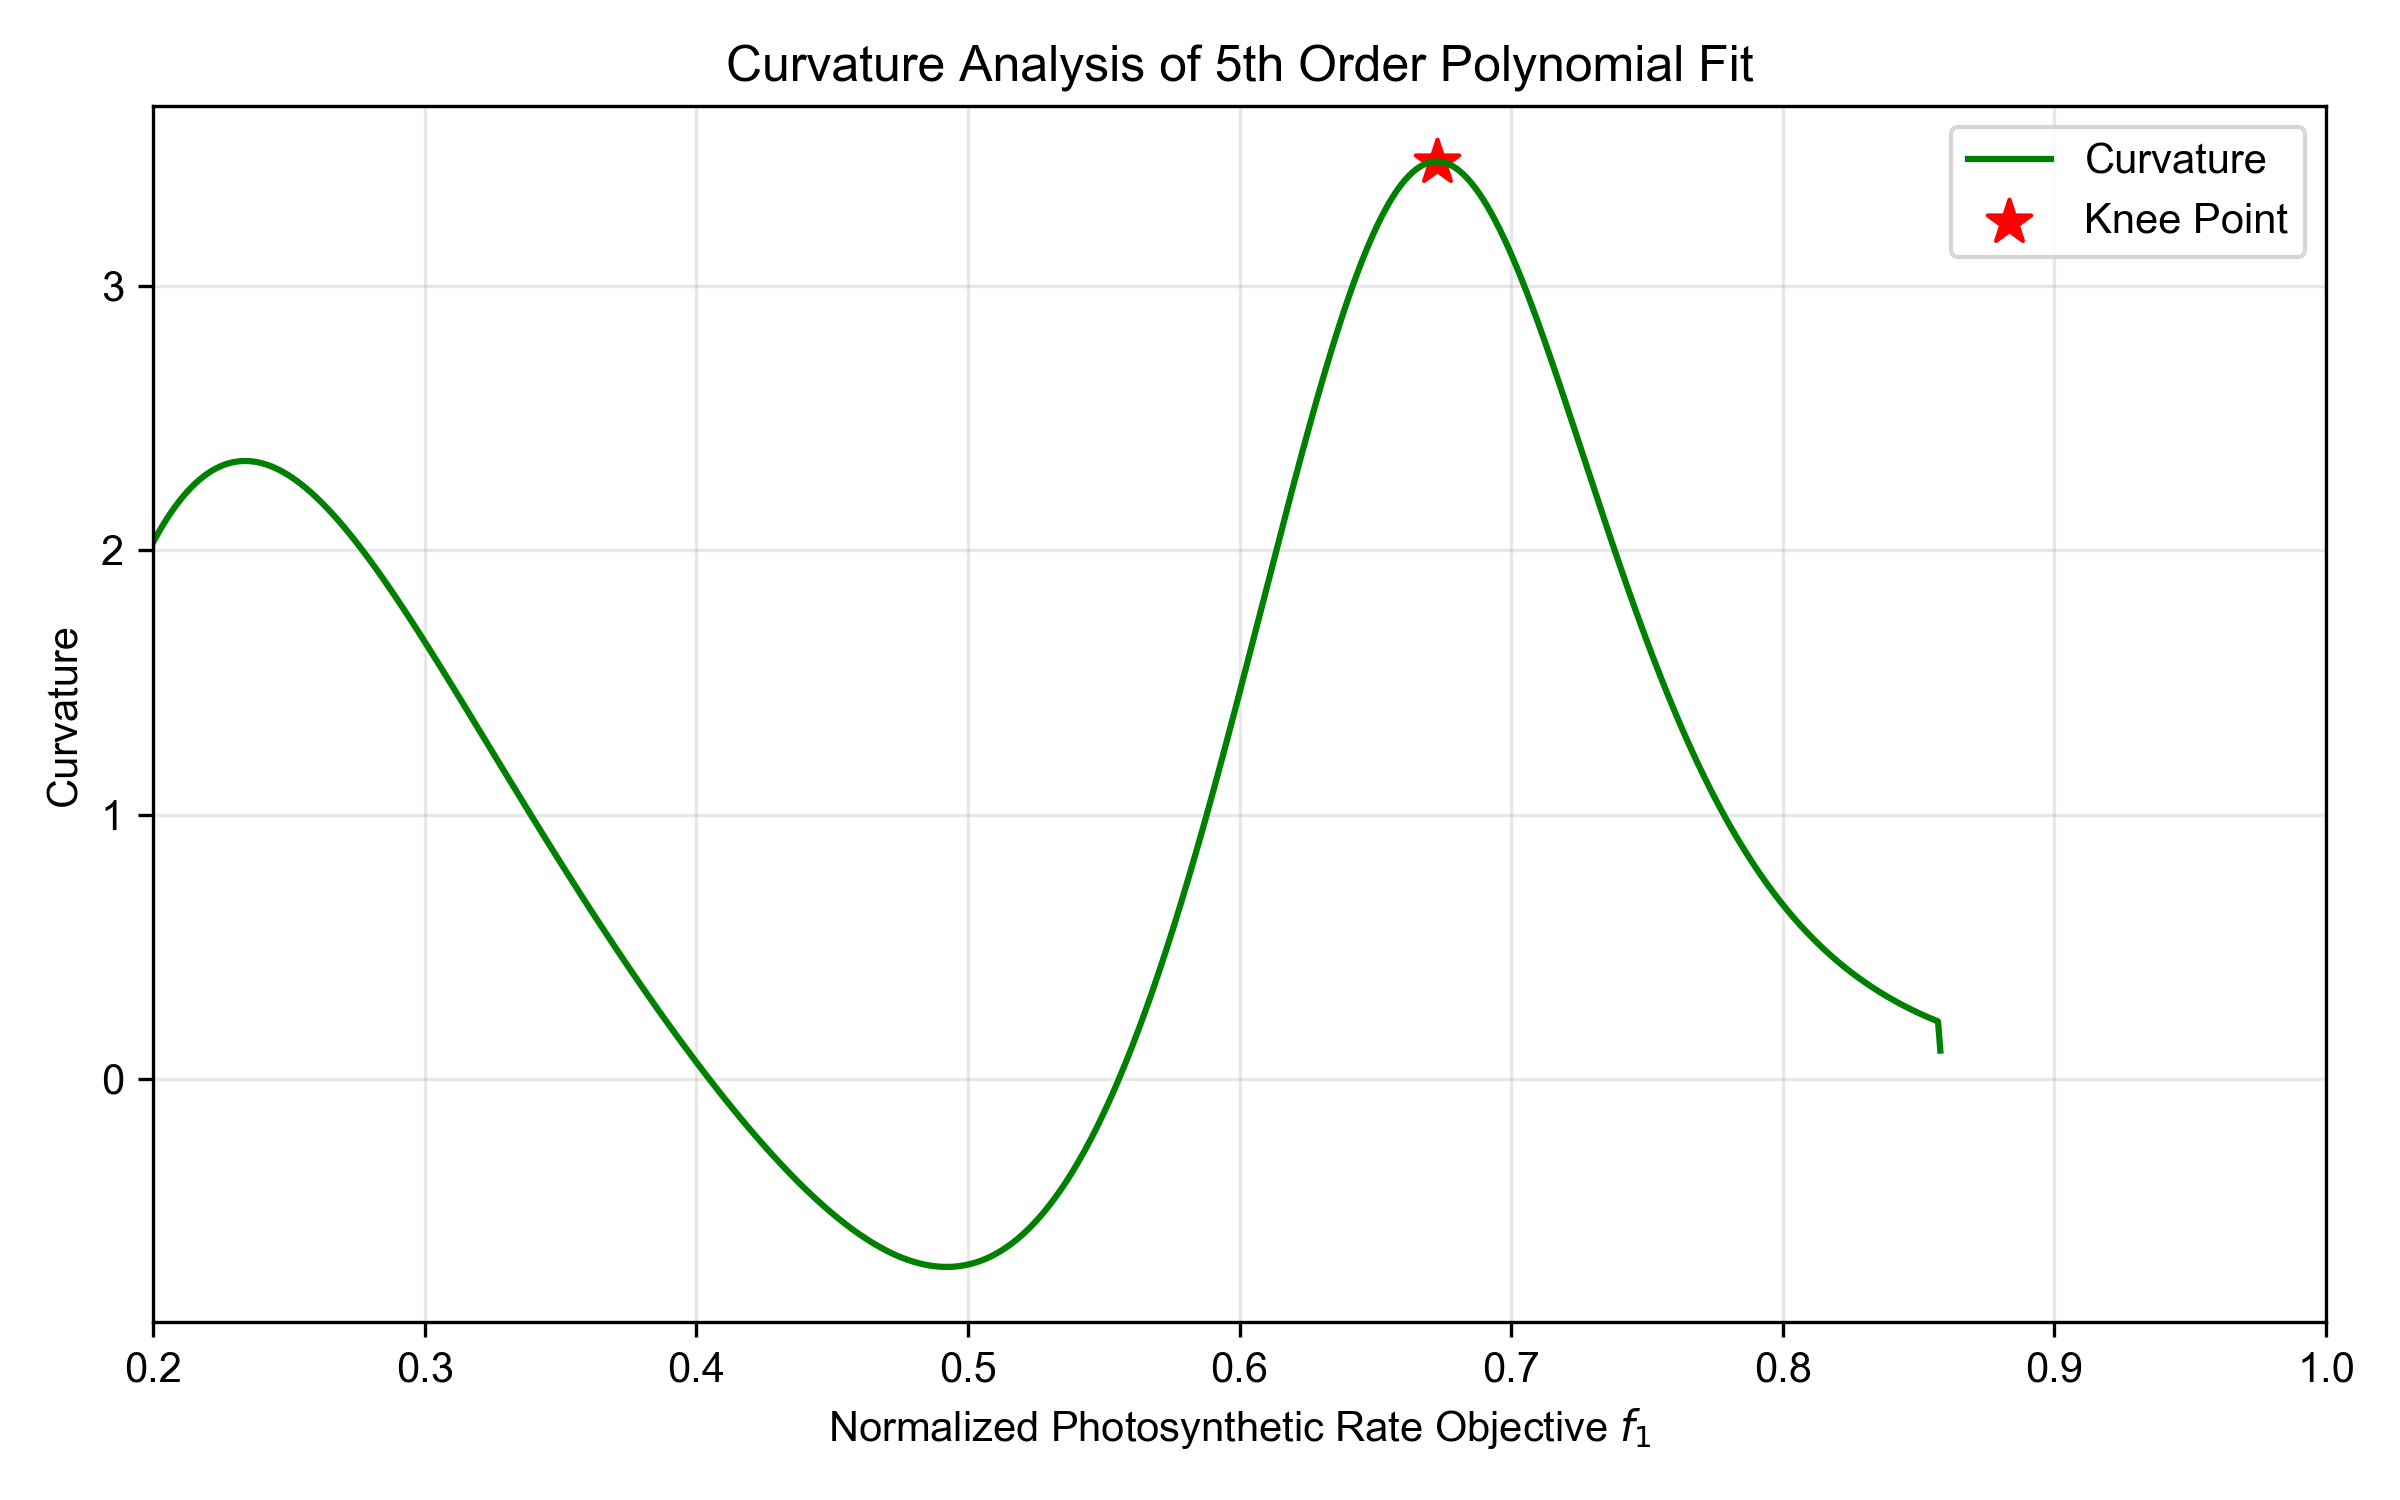 Curvature Analysis of 5th Order Polynomial Fit
Curvature
Knee Point
3
2
1
0
Curvature
0.2 0.3 0.4 0.5 0.6 0.7 0.8 0.9 1.0
Normalized Photosynthetic Rate Objective f₁